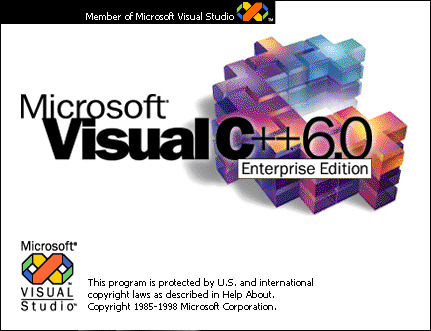 Member of Microsoft Visual Studio
Microsoft®
Visual C++ 6.0
Enterprise Edition
Microsoft®
VISUAL
Studio™
This program is protected by U.S. and international
copyright laws as described in Help About.
Copyright 1985-1998 Microsoft Corporation.